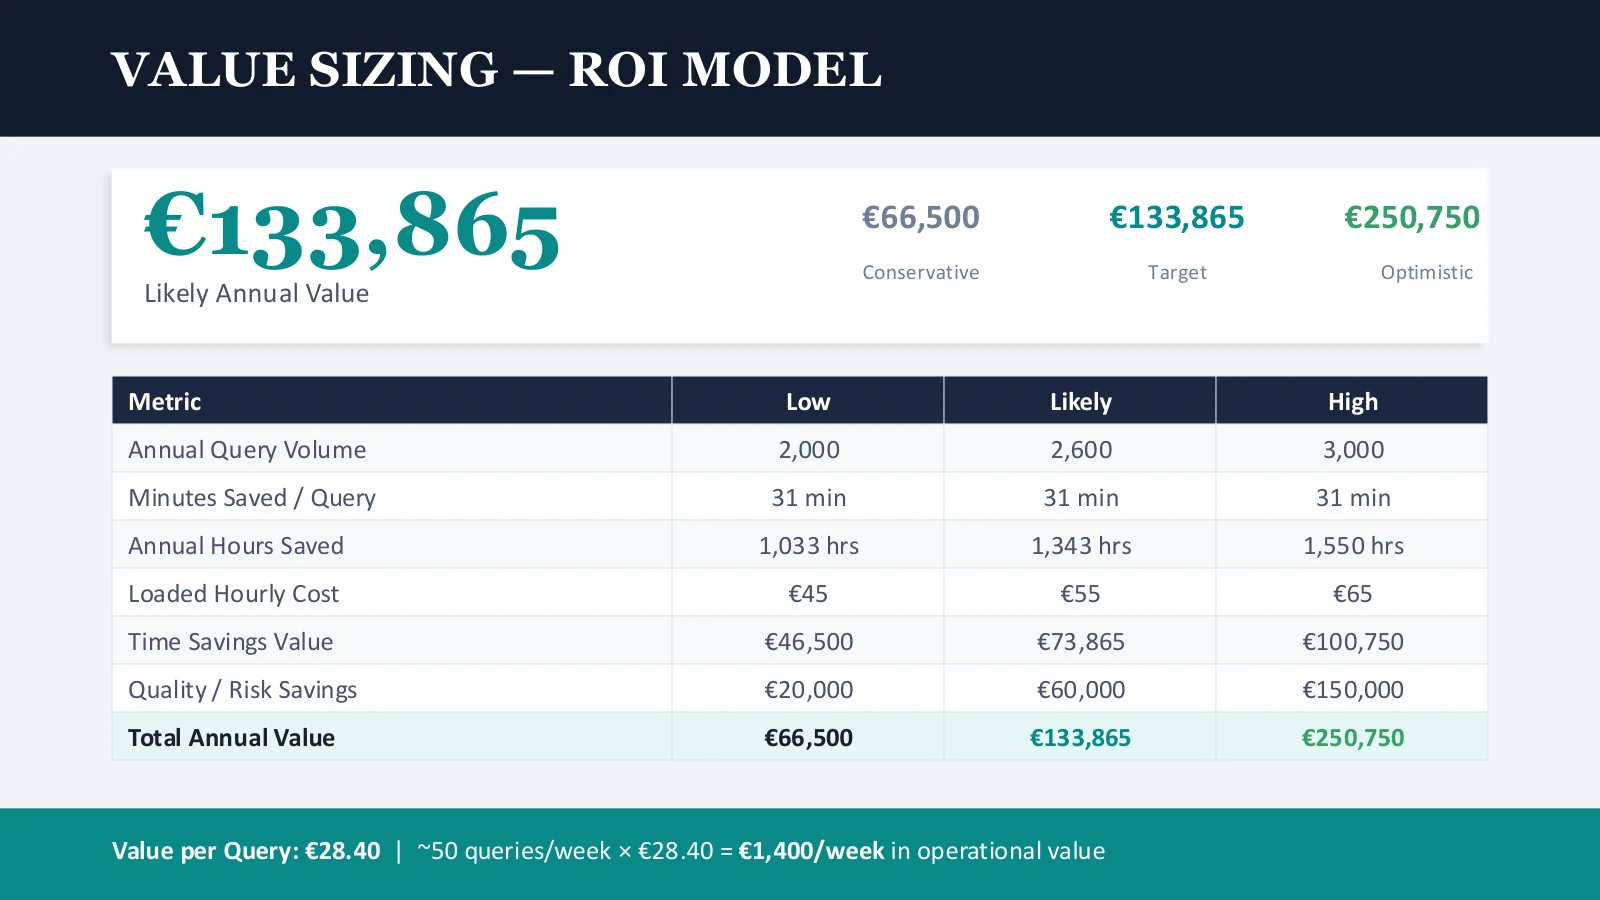 VALUE SIZING — ROI MODEL
€133,865
Likely Annual Value
€66,500
Conservative
€133,865
Target
€250,750
Optimistic
Metric Low Likely High
Annual Query Volume 2,000 2,600 3,000
Minutes Saved / Query 31 min 31 min 31 min
Annual Hours Saved 1,033 hrs 1,343 hrs 1,550 hrs
Loaded Hourly Cost €45 €55 €65
Time Savings Value €46,500 €73,865 €100,750
Quality / Risk Savings €20,000 €60,000 €150,000
Total Annual Value €66,500 €133,865 €250,750
Value per Query: €28.40 | ~50 queries/week × €28.40 = €1,400/week in operational value